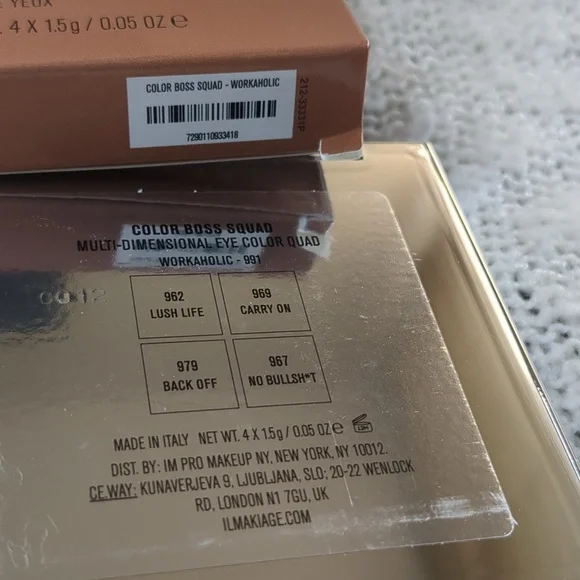 YEUX
4 X 1.5g / 0.05 OZ e
COLOR BOSS SQUAD - WORKAHOLIC
7290110933418
212-33331P
COLOR BOSS SQUAD
MULTI-DIMENSIONAL EYE COLOR QUAD
WORKAHOLIC - 991
962
LUSH LIFE
969
CARRY ON
979
BACK OFF
967
NO BULLSH*T
MADE IN ITALY NET WT. 4 X 1.5g / 0.05 OZ e
DIST. BY: IM PRO MAKEUP NY, NEW YORK, NY 10012.
CE.WAY: KUNAVERJEVA 9, LJUBLJANA, SLO; 20-22 WENLOCK
RD, LONDON N1 7GU, UK
ILMAKIAGE.COM